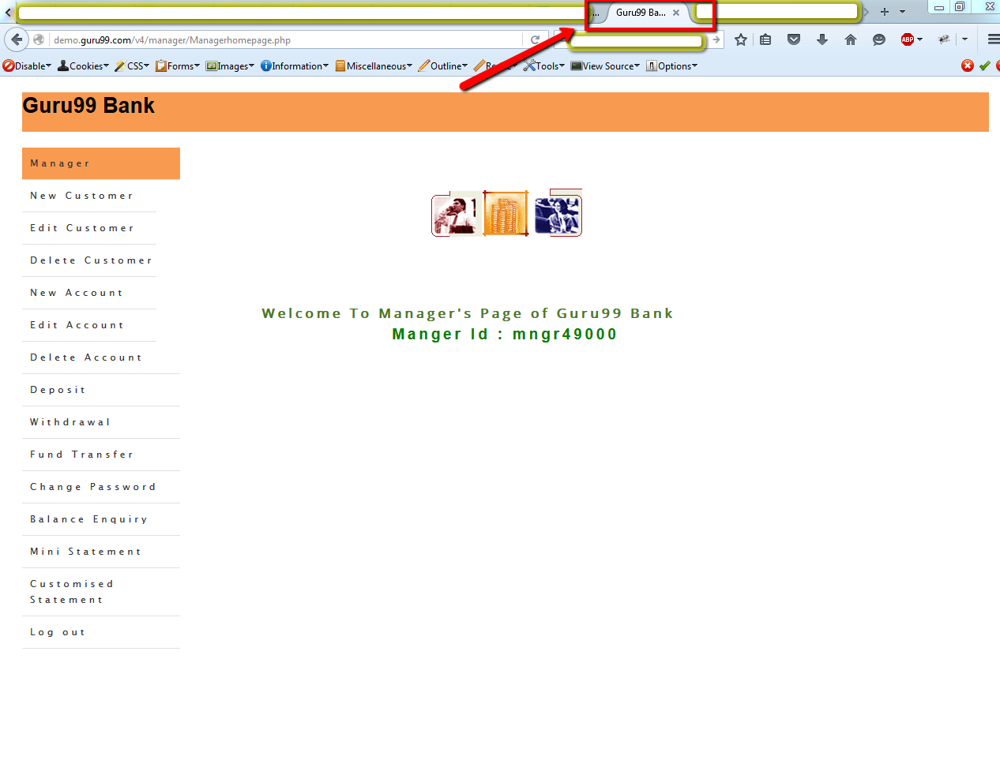 Guru99 Ba...
demo.guru99.com/v4/manager/Managerhomepage.php
ABP
Disable Cookies CSS Forms Images Information Miscellaneous Outline Tools View Source Options
Guru99 Bank
Manager
New Customer
Edit Customer
Delete Customer
New Account
Edit Account
Delete Account
Deposit
Withdrawal
Fund Transfer
Change Password
Balance Enquiry
Mini Statement
Customised
Statement
Log out
Welcome To Manager's Page of Guru99 Bank
Manger Id : mngr49000